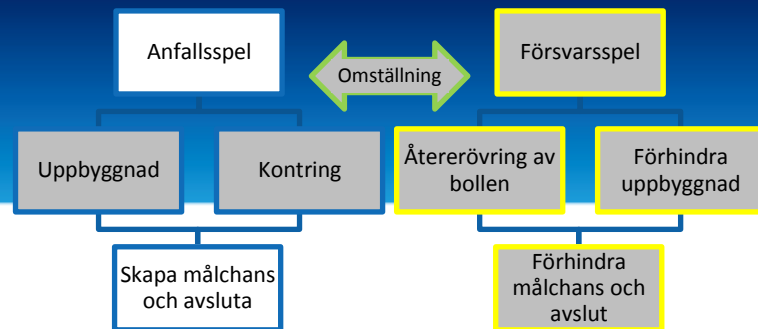 Anfallsspel
Omställning
Försvarsspel
Uppbyggnad
Kontring
Återerövring av
bollen
Förhindra
uppbyggnad
Skapa målchans
och avsluta
Förhindra
målchans och
avslut